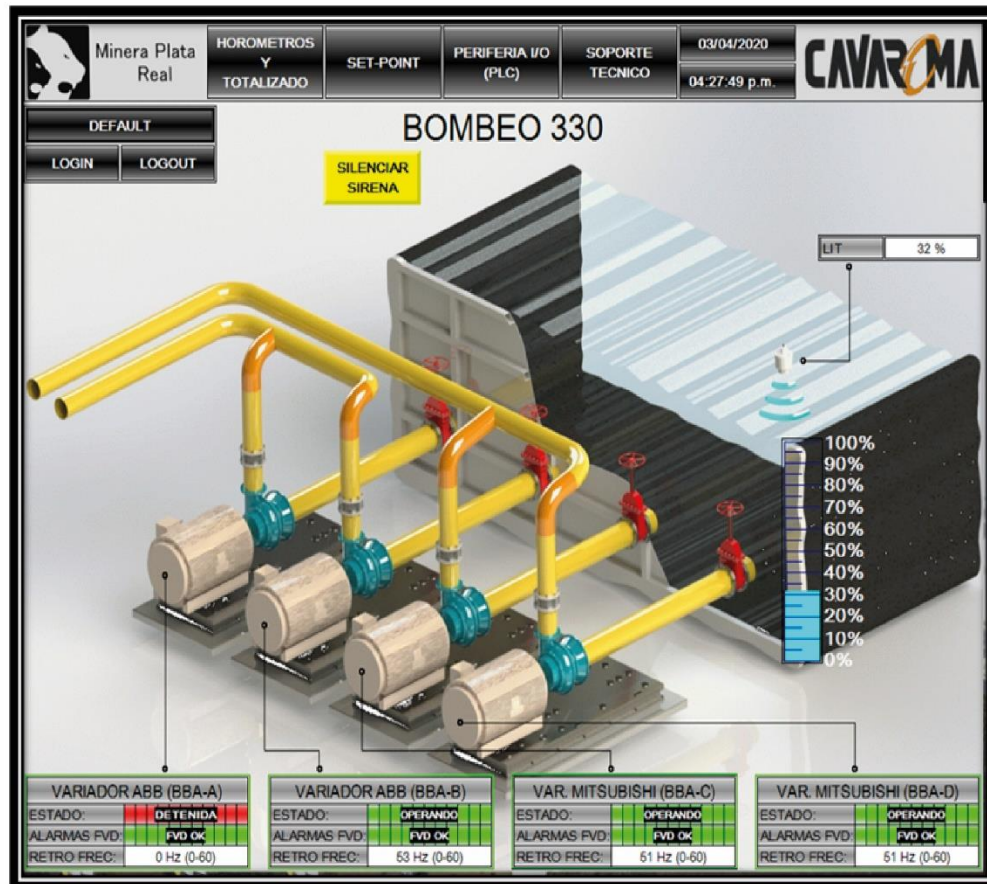 Minera Plata
Real
HOROMETROS
Y
TOTALIZADO
SET-POINT
PERIFERIA I/O
(PLC)
SOPORTE
TECNICO
03/04/2020
04:27:49 p.m.
CAVAROMA
DEFAULT
LOGIN
LOGOUT
BOMBEO 330
SILENCIAR
SIRENA
LIT
32 %
100%
90%
80%
70%
60%
50%
40%
30%
20%
10%
0%
VARIADOR ABB (BBA-A)
ESTADO: DETENIDA
ALARMAS FVD: FVD OK
RETRO FREC: 0 Hz (0-60)
VARIADOR ABB (BBA-B)
ESTADO: OPERANDO
ALARMAS FVD: FVD OK
RETRO FREC: 53 Hz (0-60)
VAR. MITSUBISHI (BBA-C)
ESTADO: OPERANDO
ALARMAS FVD: FVD OK
RETRO FREC: 51 Hz (0-60)
VAR. MITSUBISHI (BBA-D)
ESTADO: OPERANDO
ALARMAS FVD: FVD OK
RETRO FREC: 51 Hz (0-60)